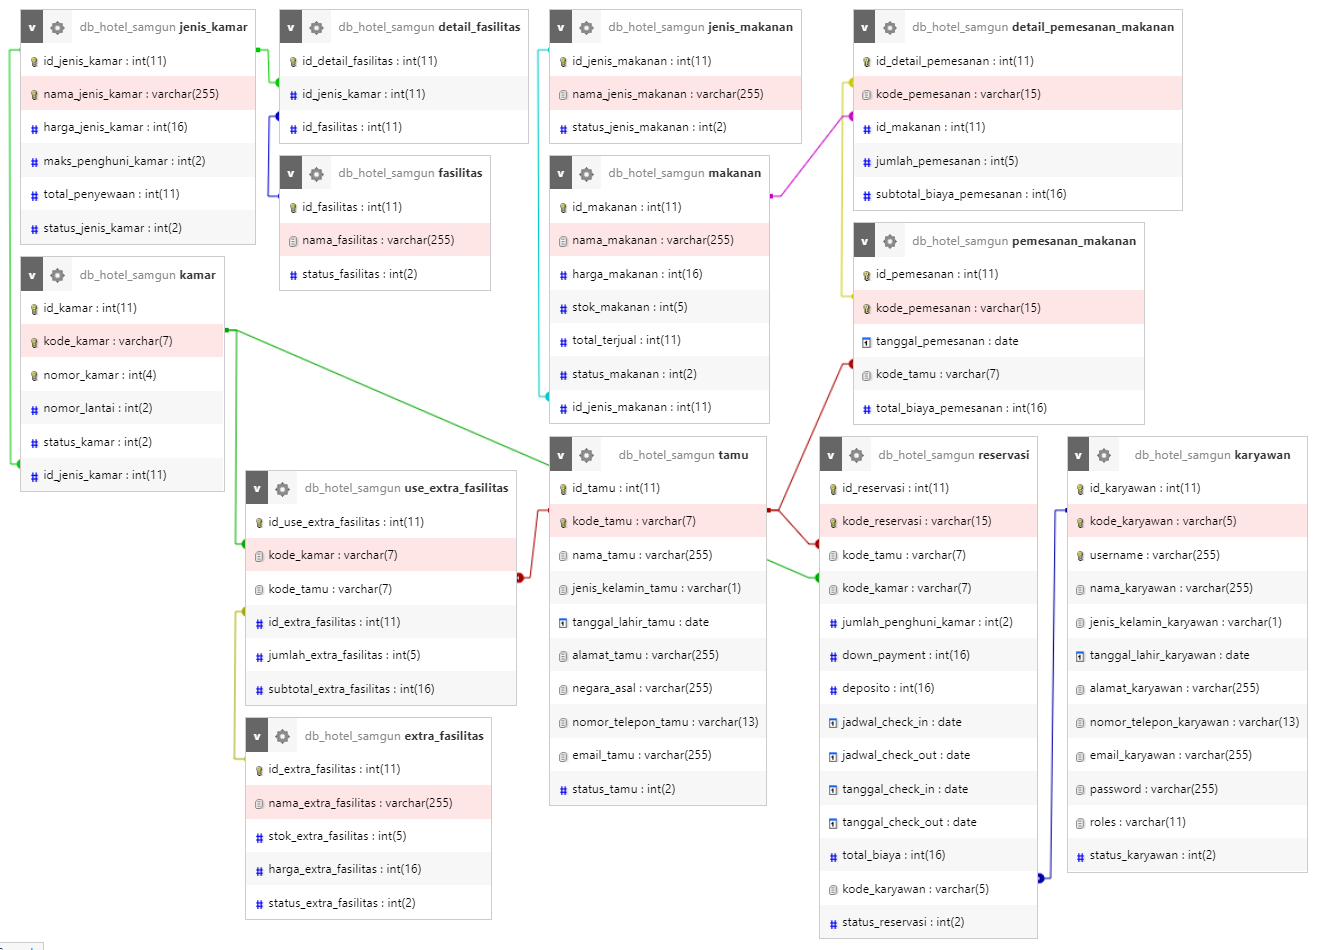 v db_hotel_samgun jenis_kamar
id_jenis_kamar : int(11)
nama_jenis_kamar : varchar(255)
# harga_jenis_kamar : int(16)
# maks_penghuni_kamar : int(2)
# total_penyewaan : int(11)
# status_jenis_kamar : int(2)
v db_hotel_samgun kamar
id_kamar : int(11)
kode_kamar : varchar(7)
nomor_kamar : int(4)
# nomor_lantai : int(2)
# status_kamar : int(2)
# id_jenis_kamar : int(11)
v db_hotel_samgun detail_fasilitas
id_detail_fasilitas : int(11)
# id_jenis_kamar : int(11)
# id_fasilitas : int(11)
v db_hotel_samgun fasilitas
id_fasilitas : int(11)
nama_fasilitas : varchar(255)
# status_fasilitas : int(2)
v db_hotel_samgun use_extra_fasilitas
id_use_extra_fasilitas : int(11)
kode_kamar : varchar(7)
kode_tamu : varchar(7)
# id_extra_fasilitas : int(11)
# jumlah_extra_fasilitas : int(5)
# subtotal_extra_fasilitas : int(16)
v db_hotel_samgun extra_fasilitas
id_extra_fasilitas : int(11)
nama_extra_fasilitas : varchar(255)
# stok_extra_fasilitas : int(5)
# harga_extra_fasilitas : int(16)
# status_extra_fasilitas : int(2)
v db_hotel_samgun jenis_makanan
id_jenis_makanan : int(11)
nama_jenis_makanan : varchar(255)
# status_jenis_makanan : int(2)
v db_hotel_samgun makanan
id_makanan : int(11)
nama_makanan : varchar(255)
# harga_makanan : int(16)
# stok_makanan : int(5)
# total_terjual : int(11)
# status_makanan : int(2)
# id_jenis_makanan : int(11)
v db_hotel_samgun tamu
id_tamu : int(11)
kode_tamu : varchar(7)
nama_tamu : varchar(255)
jenis_kelamin_tamu : varchar(1)
tanggal_lahir_tamu : date
alamat_tamu : varchar(255)
negara_asal : varchar(255)
nomor_telepon_tamu : varchar(13)
email_tamu : varchar(255)
# status_tamu : int(2)
v db_hotel_samgun detail_pemesanan_makanan
id_detail_pemesanan : int(11)
kode_pemesanan : varchar(15)
# id_makanan : int(11)
# jumlah_pemesanan : int(5)
# subtotal_biaya_pemesanan : int(16)
v db_hotel_samgun pemesanan_makanan
id_pemesanan : int(11)
kode_pemesanan : varchar(15)
tanggal_pemesanan : date
kode_tamu : varchar(7)
# total_biaya_pemesanan : int(16)
v db_hotel_samgun reservasi
id_reservasi : int(11)
kode_reservasi : varchar(15)
kode_tamu : varchar(7)
kode_kamar : varchar(7)
# jumlah_penghuni_kamar : int(2)
# down_payment : int(16)
# deposito : int(16)
jadwal_check_in : date
jadwal_check_out : date
tanggal_check_in : date
tanggal_check_out : date
# total_biaya : int(16)
kode_karyawan : varchar(5)
# status_reservasi : int(2)
v db_hotel_samgun karyawan
id_karyawan : int(11)
kode_karyawan : varchar(5)
username : varchar(255)
nama_karyawan : varchar(255)
jenis_kelamin_karyawan : varchar(1)
tanggal_lahir_karyawan : date
alamat_karyawan : varchar(255)
nomor_telepon_karyawan : varchar(13)
email_karyawan : varchar(255)
password : varchar(255)
roles : varchar(11)
# status_karyawan : int(2)